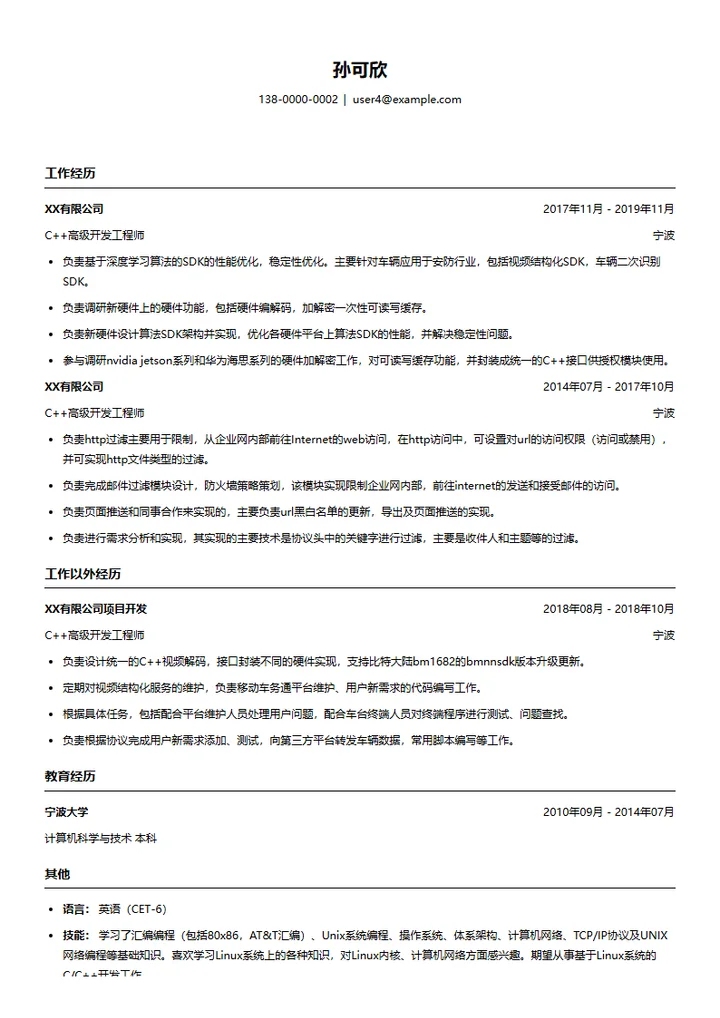 孙可欣
138-0000-0002 | user4@example.com
工作经历
XX有限公司 2017年11月 - 2019年11月
C++高级开发工程师 宁波
• 负责基于深度学习算法的SDK的性能优化，稳定性优化。主要针对车辆应用于安防行业，包括视频结构化SDK，车辆二次识别
SDK。
• 负责调研新硬件上的硬件功能，包括硬件编解码，加解密一次性可读写缓存。
• 负责新硬件设计算法SDK架构并实现，优化各硬件平台上算法SDK的性能，并解决稳定性问题。
• 参与调研nvidia jetson系列和华为海思系列的硬件加解密工作，对可读写缓存功能，并封装成统一的C++接口供授权模块使用。
XX有限公司 2014年07月 - 2017年10月
C++高级开发工程师 宁波
• 负责http过滤主要用于限制，从企业网内部前往Internet的web访问，在http访问中，可设置对url的访问权限（访问或禁用），
并可实现http文件类型的过滤。
• 负责完成邮件过滤模块设计，防火墙策略策划，该模块实现限制企业网内部，前往internet的发送和接受邮件的访问。
• 负责页面推送和同事合作来实现的，主要负责url黑白名单的更新，导出及页面推送的实现。
• 负责进行需求分析和实现，其实现的主要技术是协议头中的关键字进行过滤，主要是收件人和主题等的过滤。
工作以外经历
XX有限公司项目开发 2018年08月 - 2018年10月
C++高级开发工程师 宁波
• 负责设计统一的C++视频解码，接口封装不同的硬件实现，支持比特大陆bm1682的bmnnsdk版本升级更新。
• 定期对视频结构化服务的维护，负责移动车务通平台维护、用户新需求的代码编写工作。
• 根据具体任务，包括配合平台维护人员处理用户问题，配合车台终端人员对终端程序进行测试、问题查找。
• 负责根据协议完成用户新需求添加、测试，向第三方平台转发车辆数据，常用脚本编写等工作。
教育经历
宁波大学 2010年09月 - 2014年07月
计算机科学与技术 本科
其他
• 语言： 英语（CET-6）
• 技能： 学习了汇编编程（包括80x86，AT&T汇编）、Unix系统编程、操作系统、体系架构、计算机网络、TCP/IP协议及UNIX
网络编程等基础知识。喜欢学习Linux系统上的各种知识，对Linux内核、计算机网络方面感兴趣。期望从事基于Linux系统的
C/C++开发工作